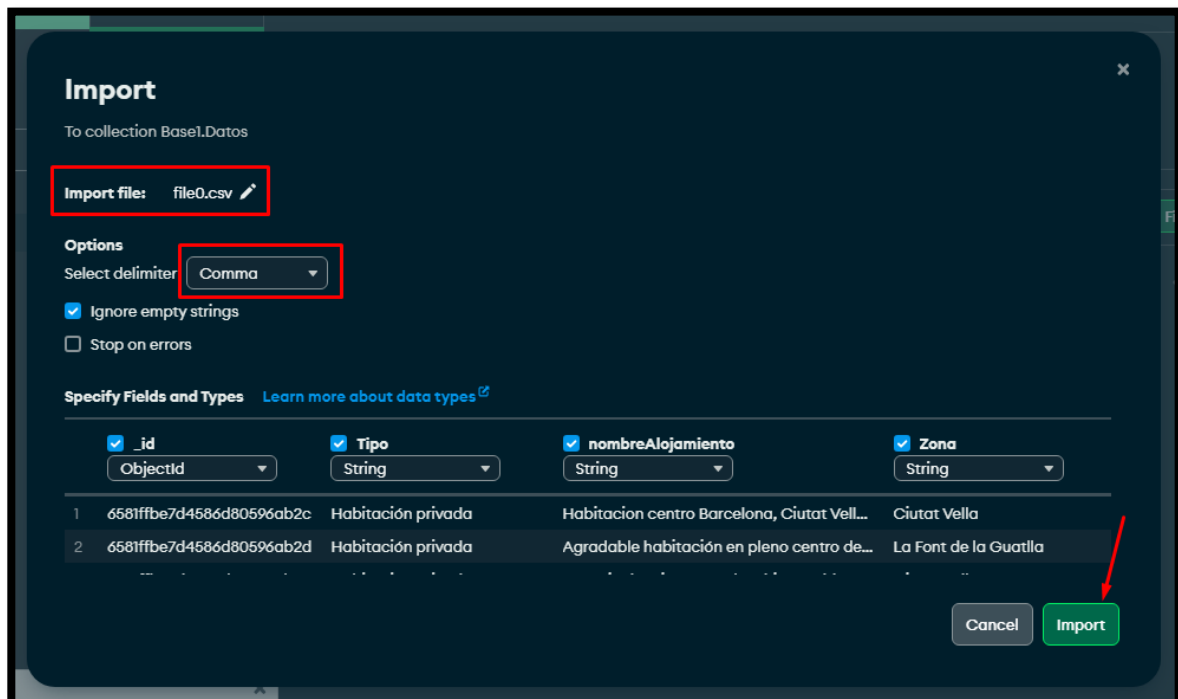 Import
To collection Base1.Datos
Import file: file0.csv
Options
Select delimiter Comma
Ignore empty strings
Stop on errors
Specify Fields and Types Learn more about data types
_id Tipo nombreAlojamiento Zona
ObjectId String String String
1 6581ffbe7d4586d80596ab2c Habitación privada Habitacion centro Barcelona, Ciutat Vell... Ciutat Vella
2 6581ffbe7d4586d80596ab2d Habitación privada Agradable habitación en pleno centro de... La Font de la Guatlla
Cancel Import